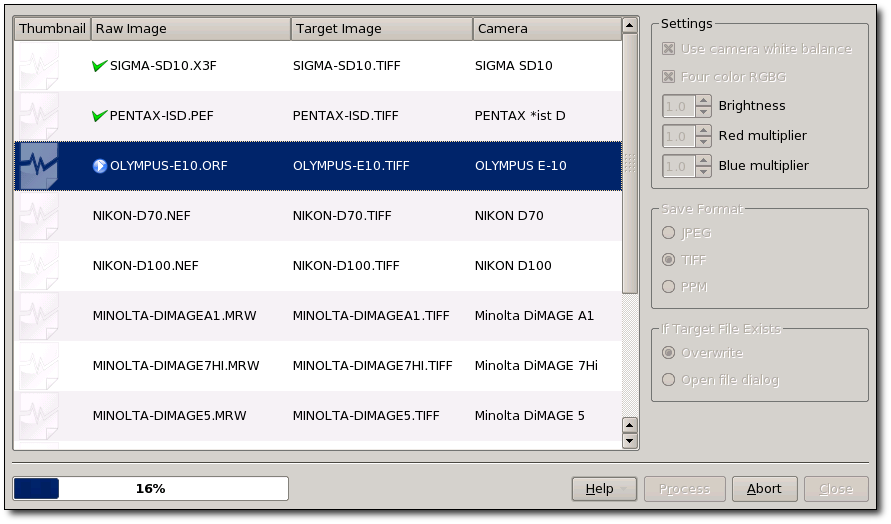 Thumbnail Raw Image Target Image Camera
SIGMA-SD10.X3F SIGMA-SD10.TIFF SIGMA SD10
PENTAX-ISD.PEF PENTAX-ISD.TIFF PENTAX *ist D
OLYMPUS-E10.ORF OLYMPUS-E10.TIFF OLYMPUS E-10
NIKON-D70.NEF NIKON-D70.TIFF NIKON D70
NIKON-D100.NEF NIKON-D100.TIFF NIKON D100
MINOLTA-DIMAGEA1.MRW MINOLTA-DIMAGEA1.TIFF Minolta DiMAGE A1
MINOLTA-DIMAGE7HI.MRW MINOLTA-DIMAGE7HI.TIFF Minolta DiMAGE 7Hi
MINOLTA-DIMAGE5.MRW MINOLTA-DIMAGE5.TIFF Minolta DiMAGE 5
Settings
Use camera white balance
Four color RGBG
1.0 Brightness
1.0 Red multiplier
1.0 Blue multiplier
Save Format
JPEG
TIFF
PPM
If Target File Exists
Overwrite
Open file dialog
16%
Help Process Abort Close